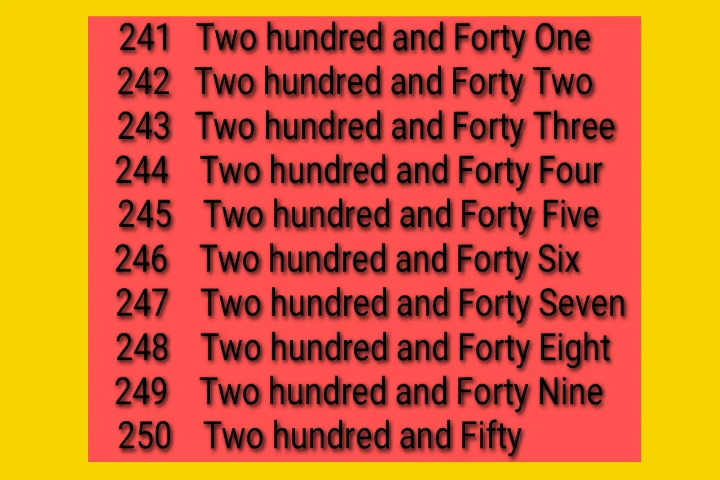 241 Two hundred and Forty One
242 Two hundred and Forty Two
243 Two hundred and Forty Three
244 Two hundred and Forty Four
245 Two hundred and Forty Five
246 Two hundred and Forty Six
247 Two hundred and Forty Seven
248 Two hundred and Forty Eight
249 Two hundred and Forty Nine
250 Two hundred and Fifty